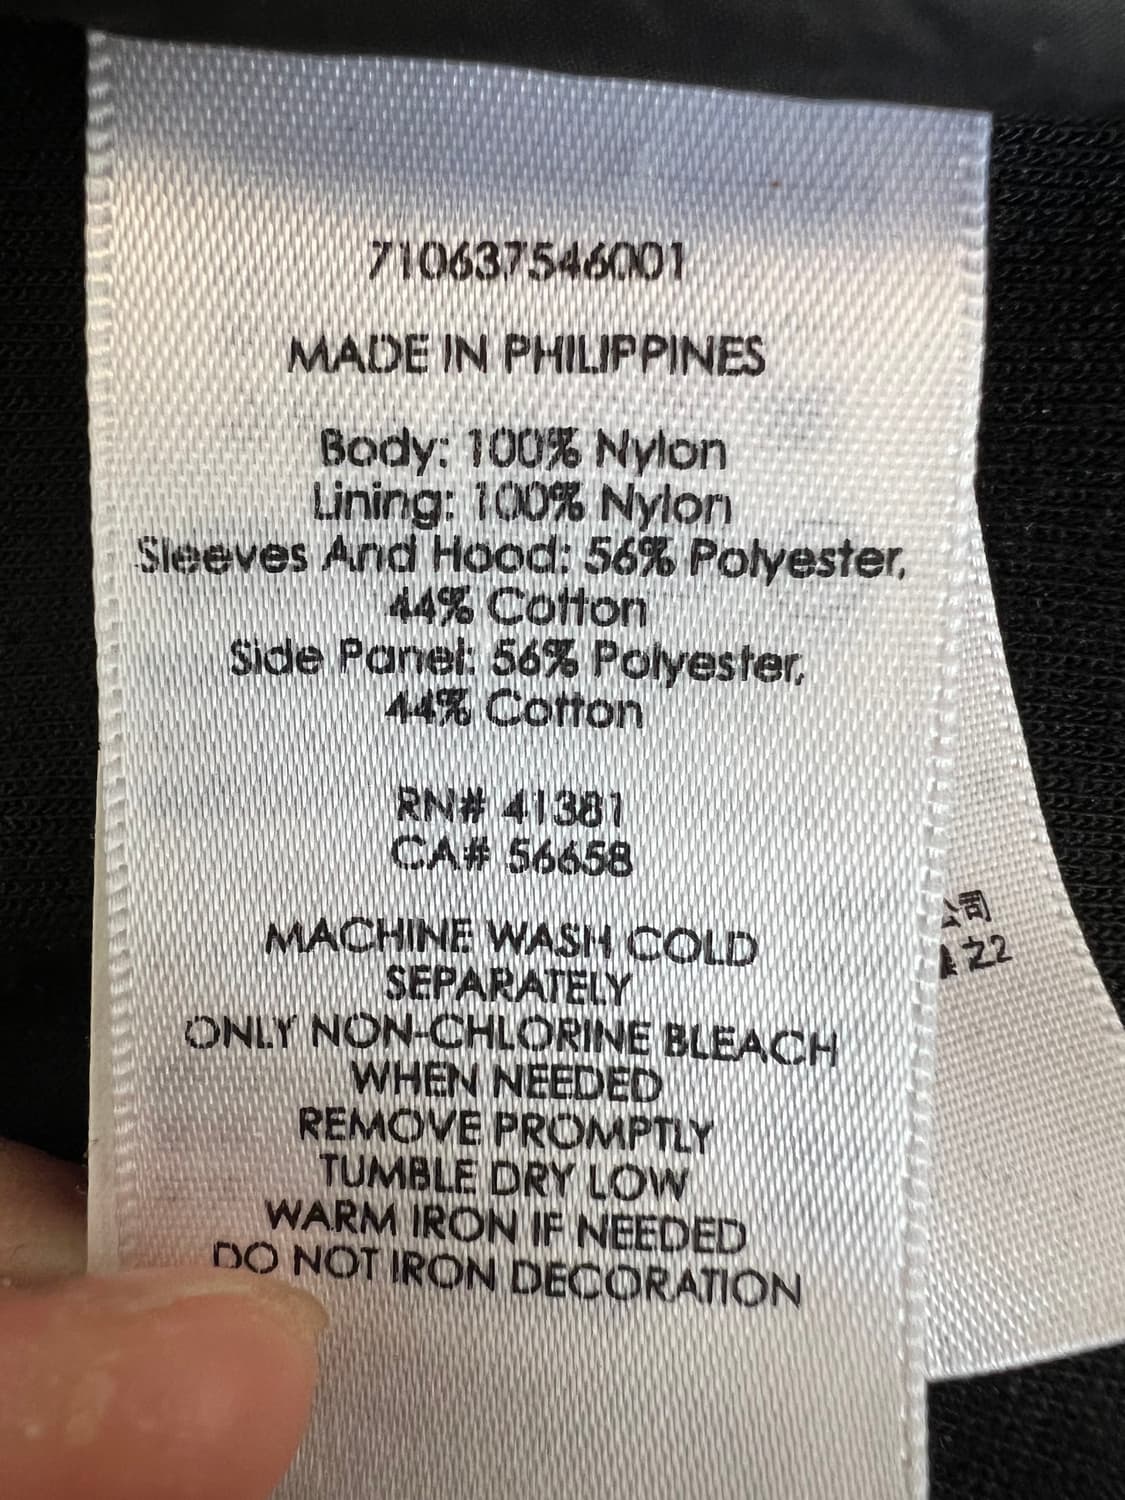 710637546001
MADE IN PHILIPPINES
Body: 100% Nylon
Lining: 100% Nylon
Sleeves And Hood: 56% Polyester,
44% Cotton
Side Panel: 56% Polyester,
44% Cotton
RN# 41381
CA# 56658
MACHINE WASH COLD
SEPARATELY
ONLY NON-CHLORINE BLEACH
WHEN NEEDED
REMOVE PROMPTLY
TUMBLE DRY LOW
WARM IRON IF NEEDED
DO NOT IRON DECORATION
公司
之2